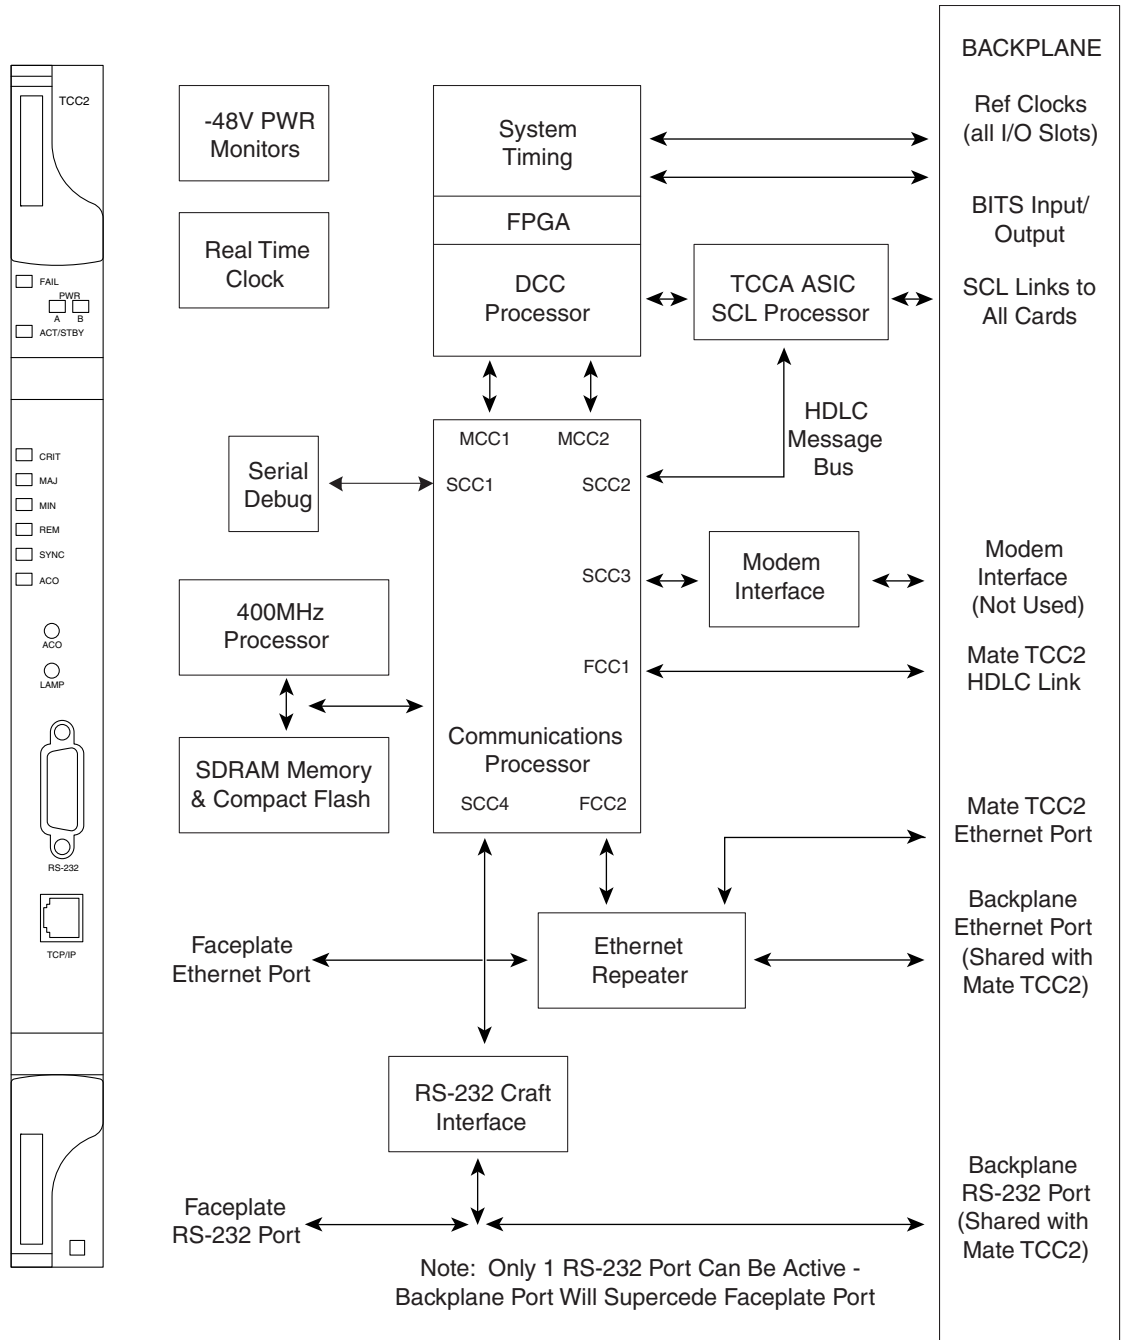 TCC2
FAIL
PWR
A B
ACT/STBY
CRIT
MAJ
MIN
REM
SYNC
ACO
ACO
LAMP
RS-232
TCP/IP
-48V PWR
Monitors
Real Time
Clock
System
Timing
FPGA
DCC
Processor
TCCA ASIC
SCL Processor
HDLC
Message
Bus
MCC1 MCC2
SCC1 SCC2
SCC3
FCC1
Communications
Processor
SCC4 FCC2
Serial
Debug
400MHz
Processor
SDRAM Memory
& Compact Flash
Modem
Interface
Faceplate
Ethernet Port
Ethernet
Repeater
RS-232 Craft
Interface
Faceplate
RS-232 Port
Note: Only 1 RS-232 Port Can Be Active -
Backplane Port Will Supercede Faceplate Port
BACKPLANE
Ref Clocks
(all I/O Slots)
BITS Input/
Output
SCL Links to
All Cards
Modem
Interface
(Not Used)
Mate TCC2
HDLC Link
Mate TCC2
Ethernet Port
Backplane
Ethernet Port
(Shared with
Mate TCC2)
Backplane
RS-232 Port
(Shared with
Mate TCC2)